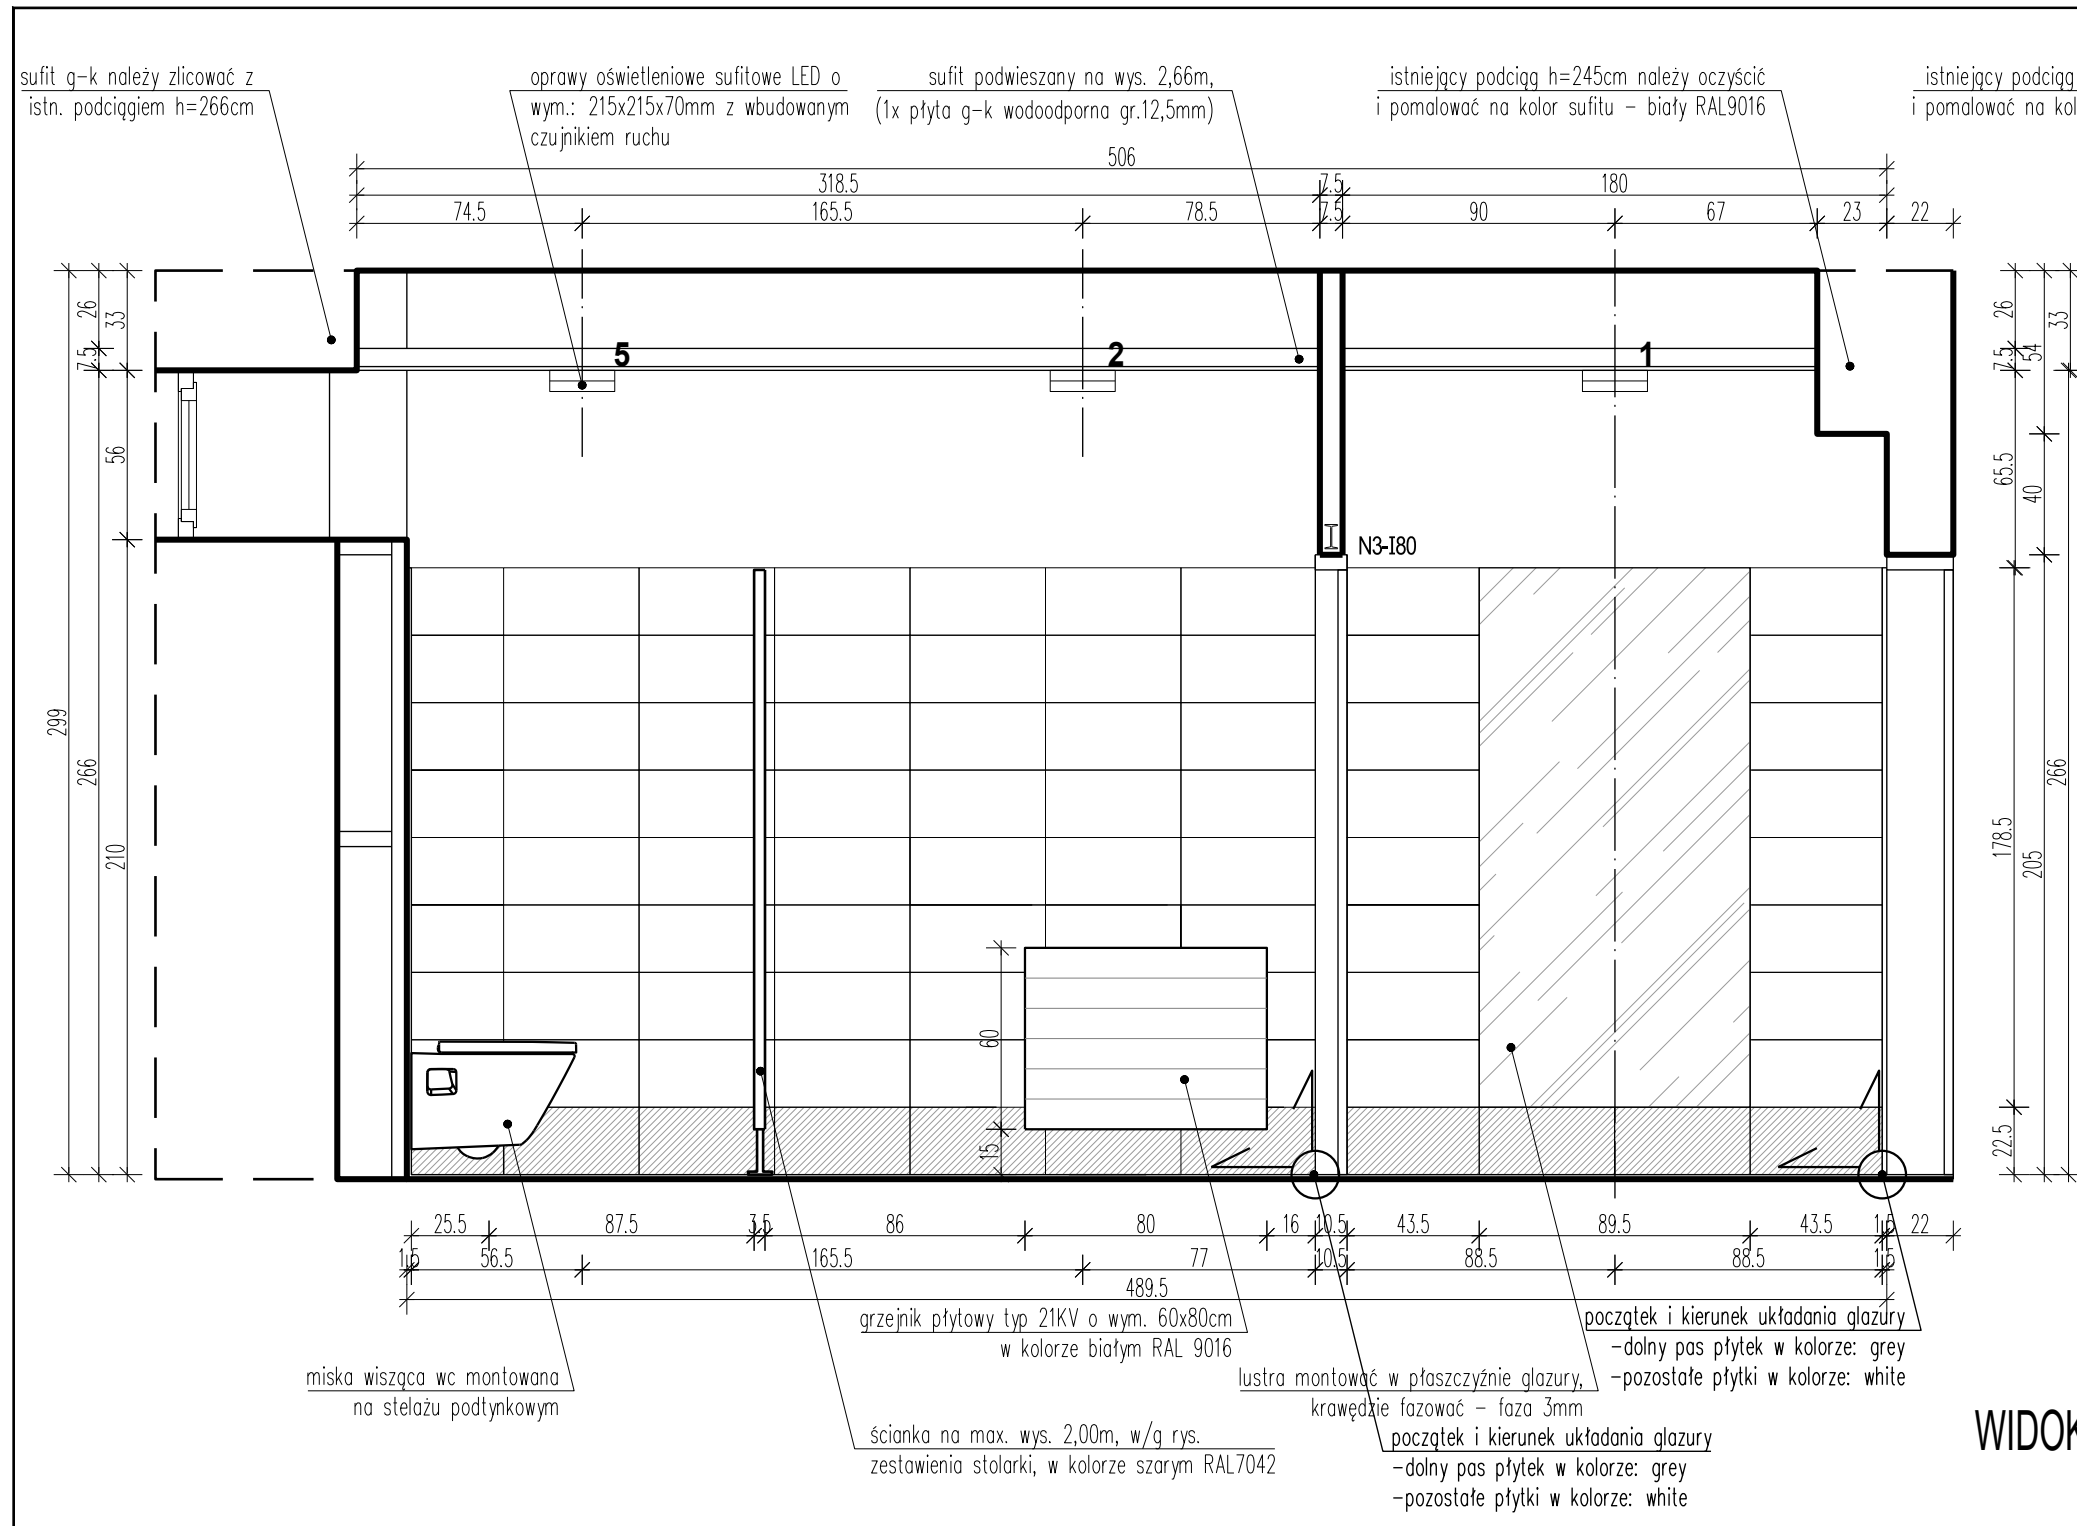 sufit g-k należy zlicować z
istn. podciągiem h=266cm
oprawy oświetleniowe sufitowe LED o
wym.: 215x215x70mm z wbudowanym
czujnikiem ruchu
sufit podwieszany na wys. 2,66m,
(1x płyta g-k wodoodporna gr.12,5mm)
istniejący podciąg h=245cm należy oczyścić
i pomalować na kolor sufitu - biały RAL9016
istniejący podciąg
i pomalować na kol
506
318.5 7.5 180
74.5 165.5 78.5 7.5 90 67 23 22
26
33
7.5
56
299
266
210
5 2 1
N3-I80
26
33
7.5
54
65.5
40
266
178.5
205
22.5
60
15
25.5 87.5 3.5 86 80 16 10.5 43.5 89.5 43.5 1.5 22
1.5 56.5 165.5 77 10.5 88.5 88.5 1.5
489.5
grzejnik płytowy typ 21KV o wym. 60x80cm
w kolorze białym RAL 9016
początek i kierunek układania glazury
-dolny pas płytek w kolorze: grey
-pozostałe płytki w kolorze: white
miska wisząca wc montowana
na stelażu podtynkowym
lustra montować w płaszczyźnie glazury,
krawędzie fazować - faza 3mm
ścianka na max. wys. 2,00m, w/g rys.
zestawienia stolarki, w kolorze szarym RAL7042
początek i kierunek układania glazury
-dolny pas płytek w kolorze: grey
-pozostałe płytki w kolorze: white
WIDOK